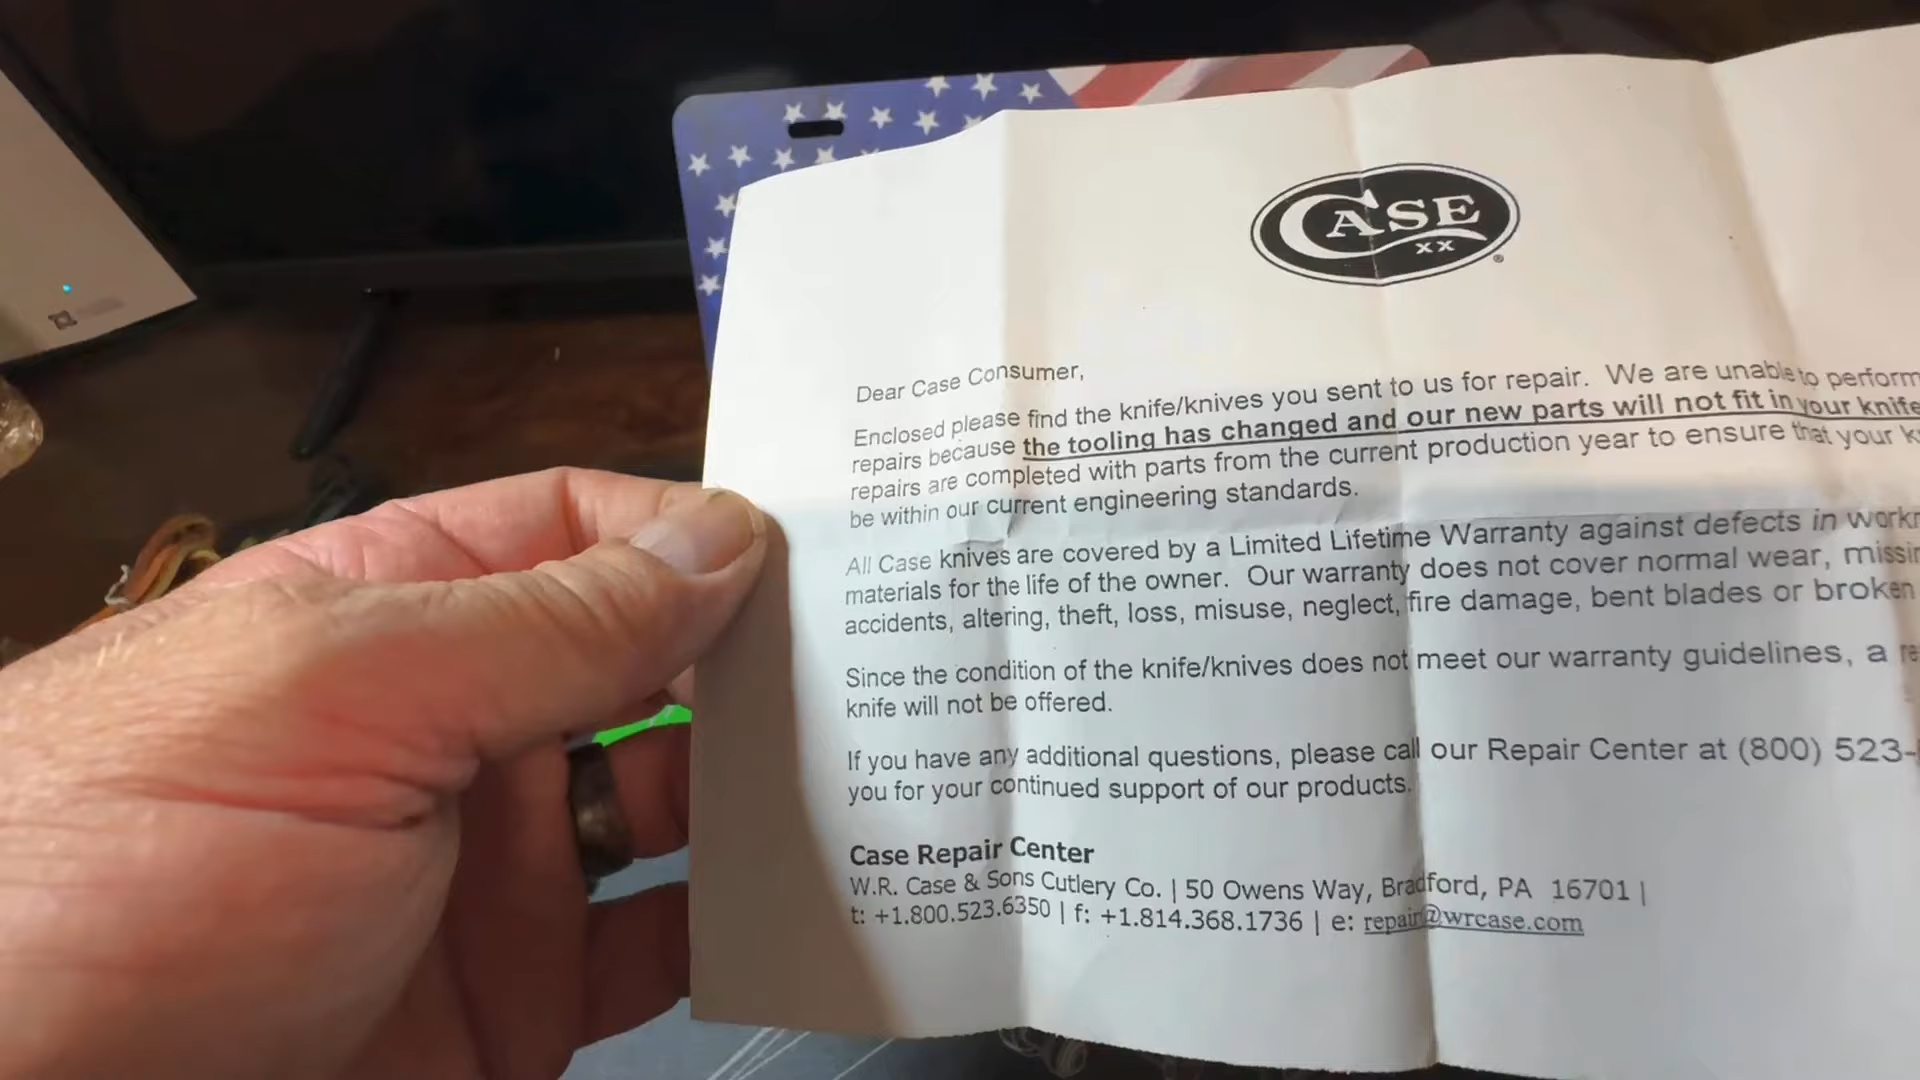 CASE
XX
®
Dear Case Consumer,
Enclosed please find the knife/knives you sent to us for repair. We are unable to perform
repairs because the tooling has changed and our new parts will not fit in your knife
repairs are completed with parts from the current production year to ensure that your
be within our current engineering standards.
All Case knives are covered by a Limited Lifetime Warranty against defects in
materials for the life of the owner. Our warranty does not cover normal wear,
accidents, altering, theft, loss, misuse, neglect, fire damage, bent blades or broken
Since the condition of the knife/knives does not meet our warranty guidelines, a
knife will not be offered.
If you have any additional questions, please call our Repair Center at (800) 523-
you for your continued support of our products.
Case Repair Center
W.R. Case & Sons Cutlery Co. | 50 Owens Way, Bradford, PA 16701 |
t: +1.800.523.6350 | f: +1.814.368.1736 | e: repair@wrcase.com